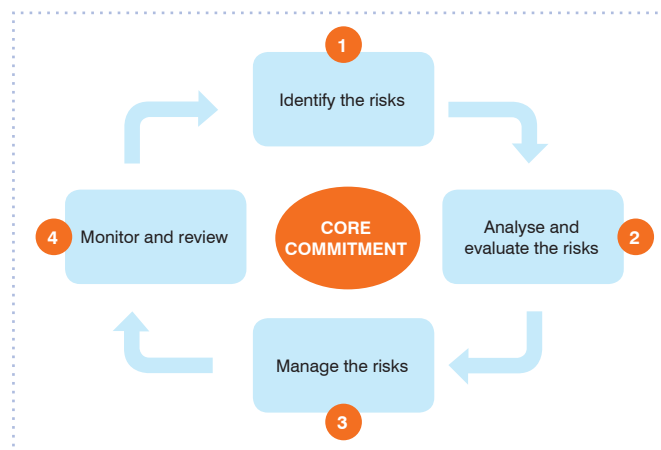 1
Identify the risks
2
Analyse and
evaluate the risks
3
Manage the risks
4
Monitor and review
CORE
COMMITMENT